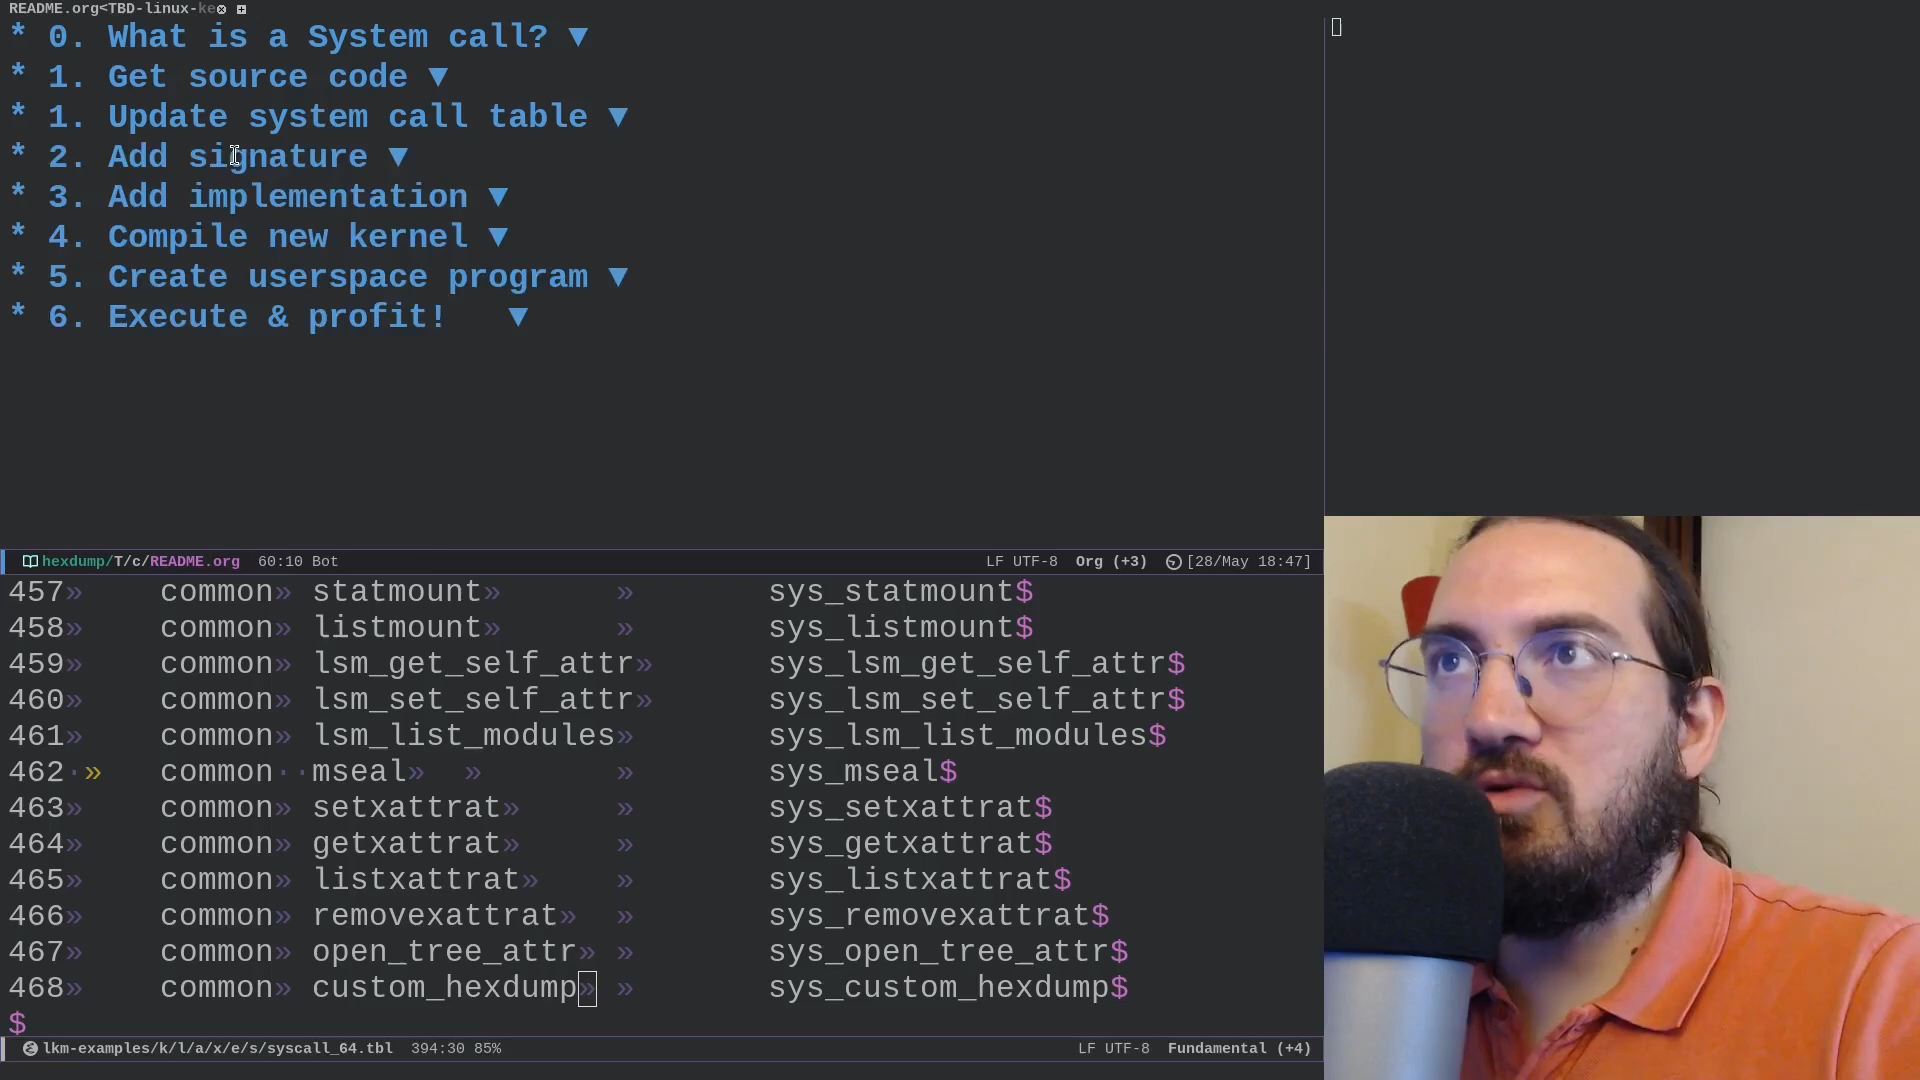 README.org<TBD-linux-ke
* 0. What is a System call? ▼
* 1. Get source code ▼
* 1. Update system call table ▼
* 2. Add signature ▼
* 3. Add implementation ▼
* 4. Compile new kernel ▼
* 5. Create userspace program ▼
* 6. Execute & profit! ▼
hexdump/T/c/README.org 60:10 Bot LF UTF-8 Org (+3) [28/May 18:47]
457» common» statmount» » sys_statmount$
458» common» listmount» » sys_listmount$
459» common» lsm_get_self_attr» sys_lsm_get_self_attr$
460» common» lsm_set_self_attr» sys_lsm_set_self_attr$
461» common» lsm_list_modules» sys_lsm_list_modules$
462·» common··mseal» » » sys_mseal$
463» common» setxattrat» » sys_setxattrat$
464» common» getxattrat» » sys_getxattrat$
465» common» listxattrat» » sys_listxattrat$
466» common» removexattrat» » sys_removexattrat$
467» common» open_tree_attr» » sys_open_tree_attr$
468» common» custom_hexdump» » sys_custom_hexdump$
$
lkm-examples/k/l/a/x/e/s/syscall_64.tbl 394:30 85% LF UTF-8 Fundamental (+4)